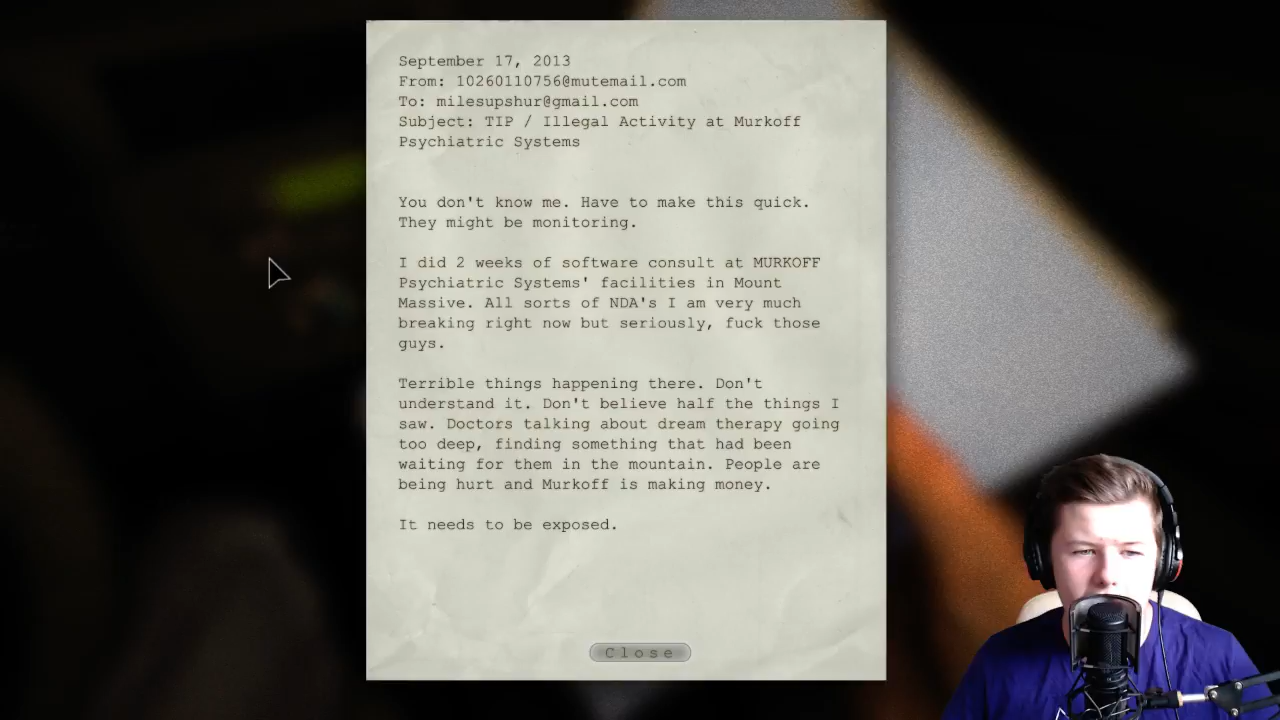 September 17, 2013
From: 10260110756@mutemail.com
To: milesupshur@gmail.com
Subject: TIP / Illegal Activity at Murkoff
Psychiatric Systems
You don't know me. Have to make this quick.
They might be monitoring.
I did 2 weeks of software consult at MURKOFF
Psychiatric Systems' facilities in Mount
Massive. All sorts of NDA's I am very much
breaking right now but seriously, fuck those
guys.
Terrible things happening there. Don't
understand it. Don't believe half the things I
saw. Doctors talking about dream therapy going
too deep, finding something that had been
waiting for them in the mountain. People are
being hurt and Murkoff is making money.
It needs to be exposed.
Close